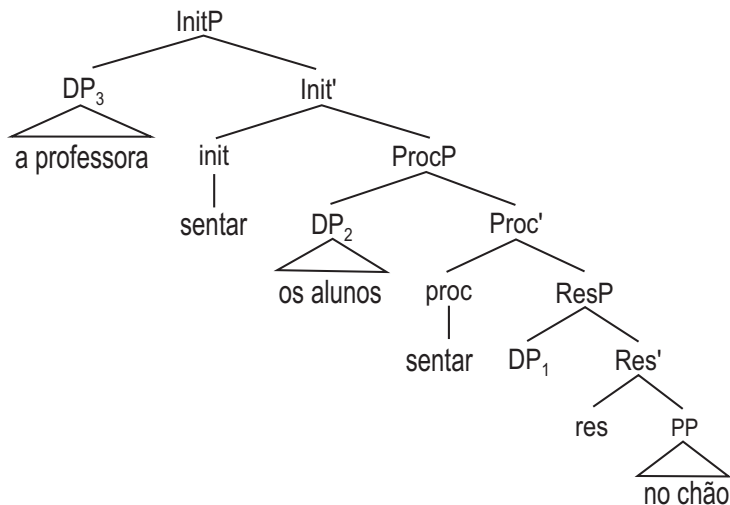 InitP
DP₃ Init'
a professora init ProcP
sentar DP₂ Proc'
os alunos proc ResP
sentar DP₁ Res'
res PP
no chão